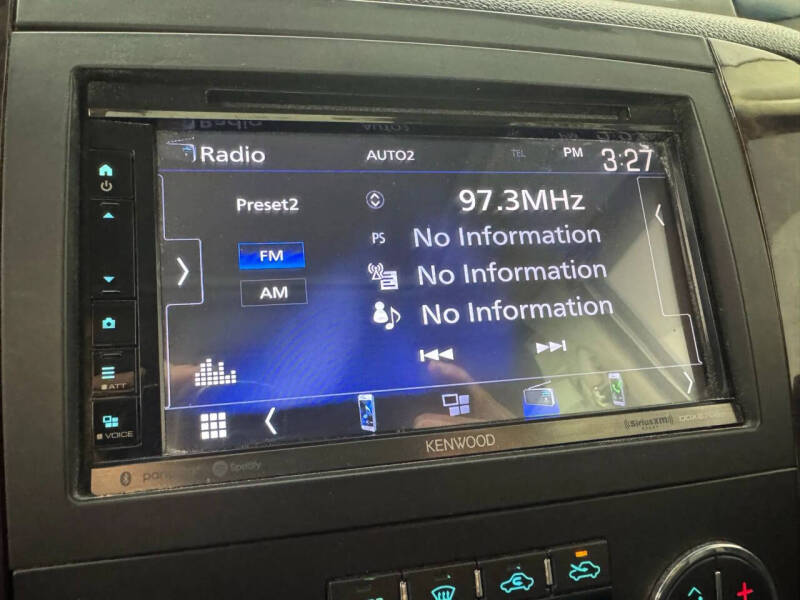 Radio AUTO2 TEL PM 3:27
Preset2 97.3MHz
PS No Information
FM No Information
AM No Information
ATT
VOICE
KENWOOD
SiriusXM
Spotify